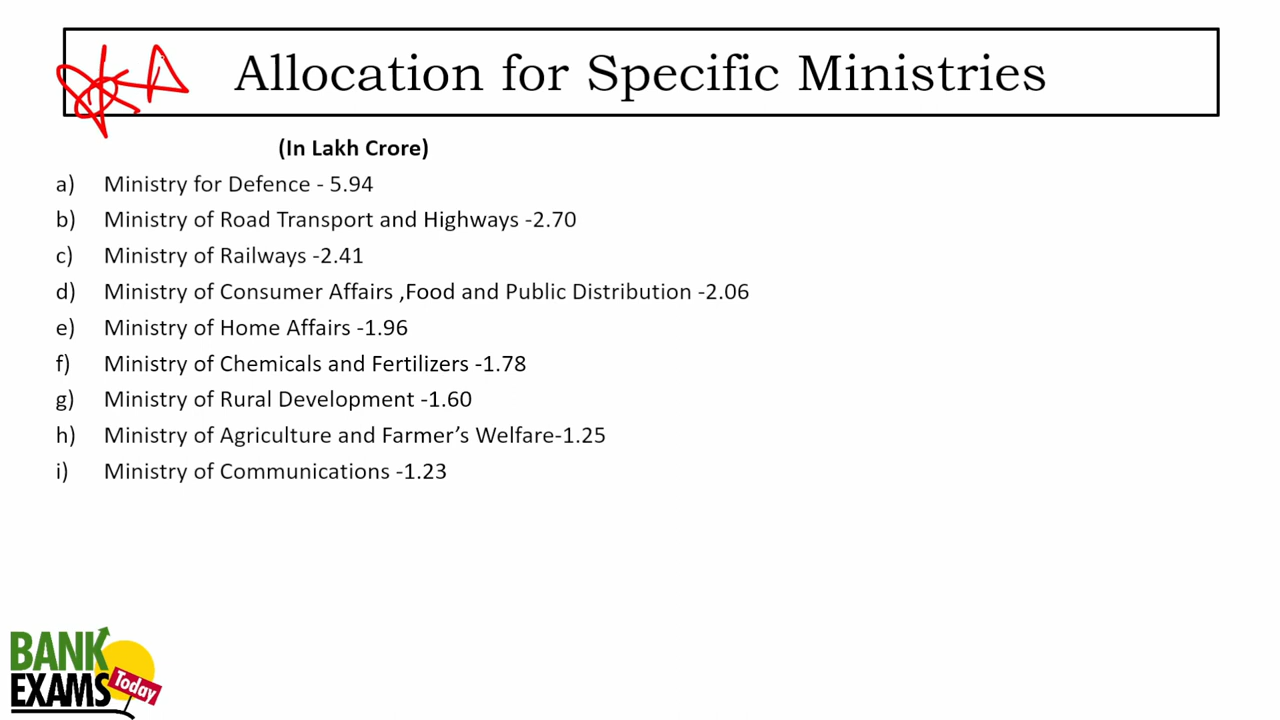 Allocation for Specific Ministries
(In Lakh Crore)
a) Ministry for Defence - 5.94
b) Ministry of Road Transport and Highways -2.70
c) Ministry of Railways -2.41
d) Ministry of Consumer Affairs ,Food and Public Distribution -2.06
e) Ministry of Home Affairs -1.96
f) Ministry of Chemicals and Fertilizers -1.78
g) Ministry of Rural Development -1.60
h) Ministry of Agriculture and Farmer’s Welfare-1.25
i) Ministry of Communications -1.23
BANK
EXAMS
Today